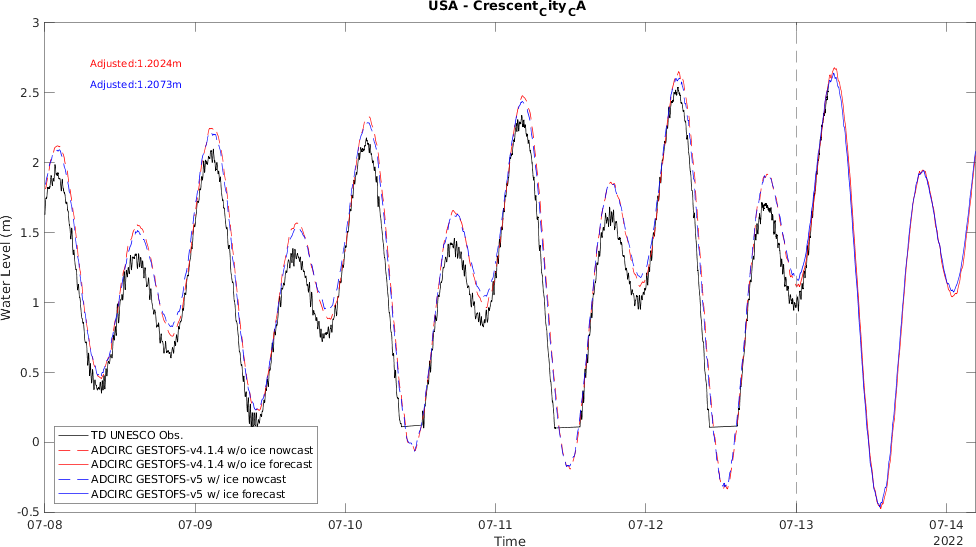 USA - Crescent_City_CA
3
2.5
2
1.5
1
0.5
0
-0.5
Water Level (m)
Adjusted:1.2024m
Adjusted:1.2073m
TD UNESCO Obs.
ADCIRC GESTOFS-v4.1.4 w/o ice nowcast
ADCIRC GESTOFS-v4.1.4 w/o ice forecast
ADCIRC GESTOFS-v5 w/ ice nowcast
ADCIRC GESTOFS-v5 w/ ice forecast
07-08 07-09 07-10 07-11 07-12 07-13 07-14
Time 2022